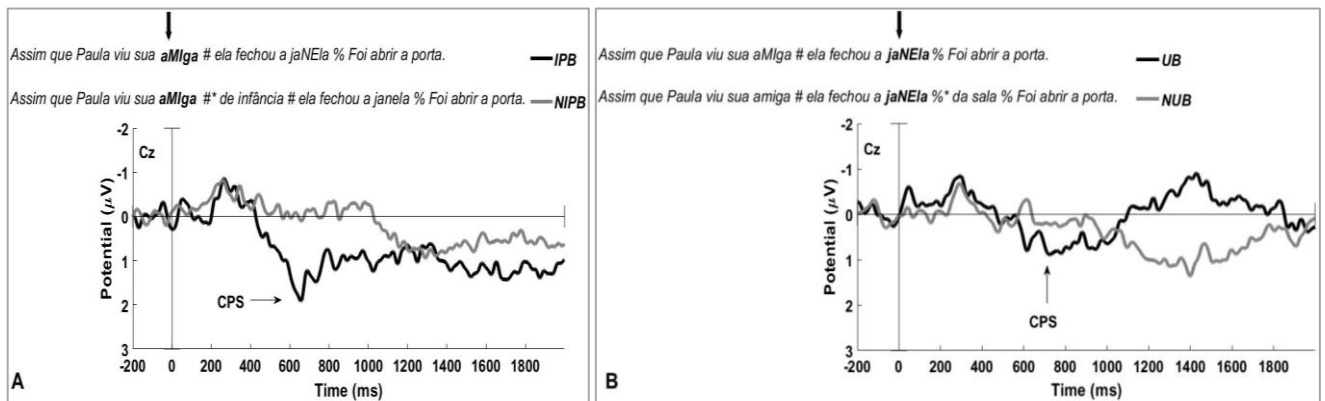 Assim que Paula viu sua aMIga # ela fechou a jaNEla % Foi abrir a porta.
IPB
Assim que Paula viu sua aMIga #* de infância # ela fechou a janela % Foi abrir a porta.
NIPB
-2
-1
0
1
2
3
Cz
Potential (μV)
CPS
-200 0 200 400 600 800 1000 1200 1400 1600 1800
Time (ms)
A
Assim que Paula viu sua aMIga # ela fechou a jaNEla % Foi abrir a porta.
UB
Assim que Paula viu sua amiga # ela fechou a jaNEla %* da sala % Foi abrir a porta.
NUB
-2
-1
0
1
2
3
Cz
Potential (μV)
CPS
-200 0 200 400 600 800 1000 1200 1400 1600 1800
Time (ms)
B